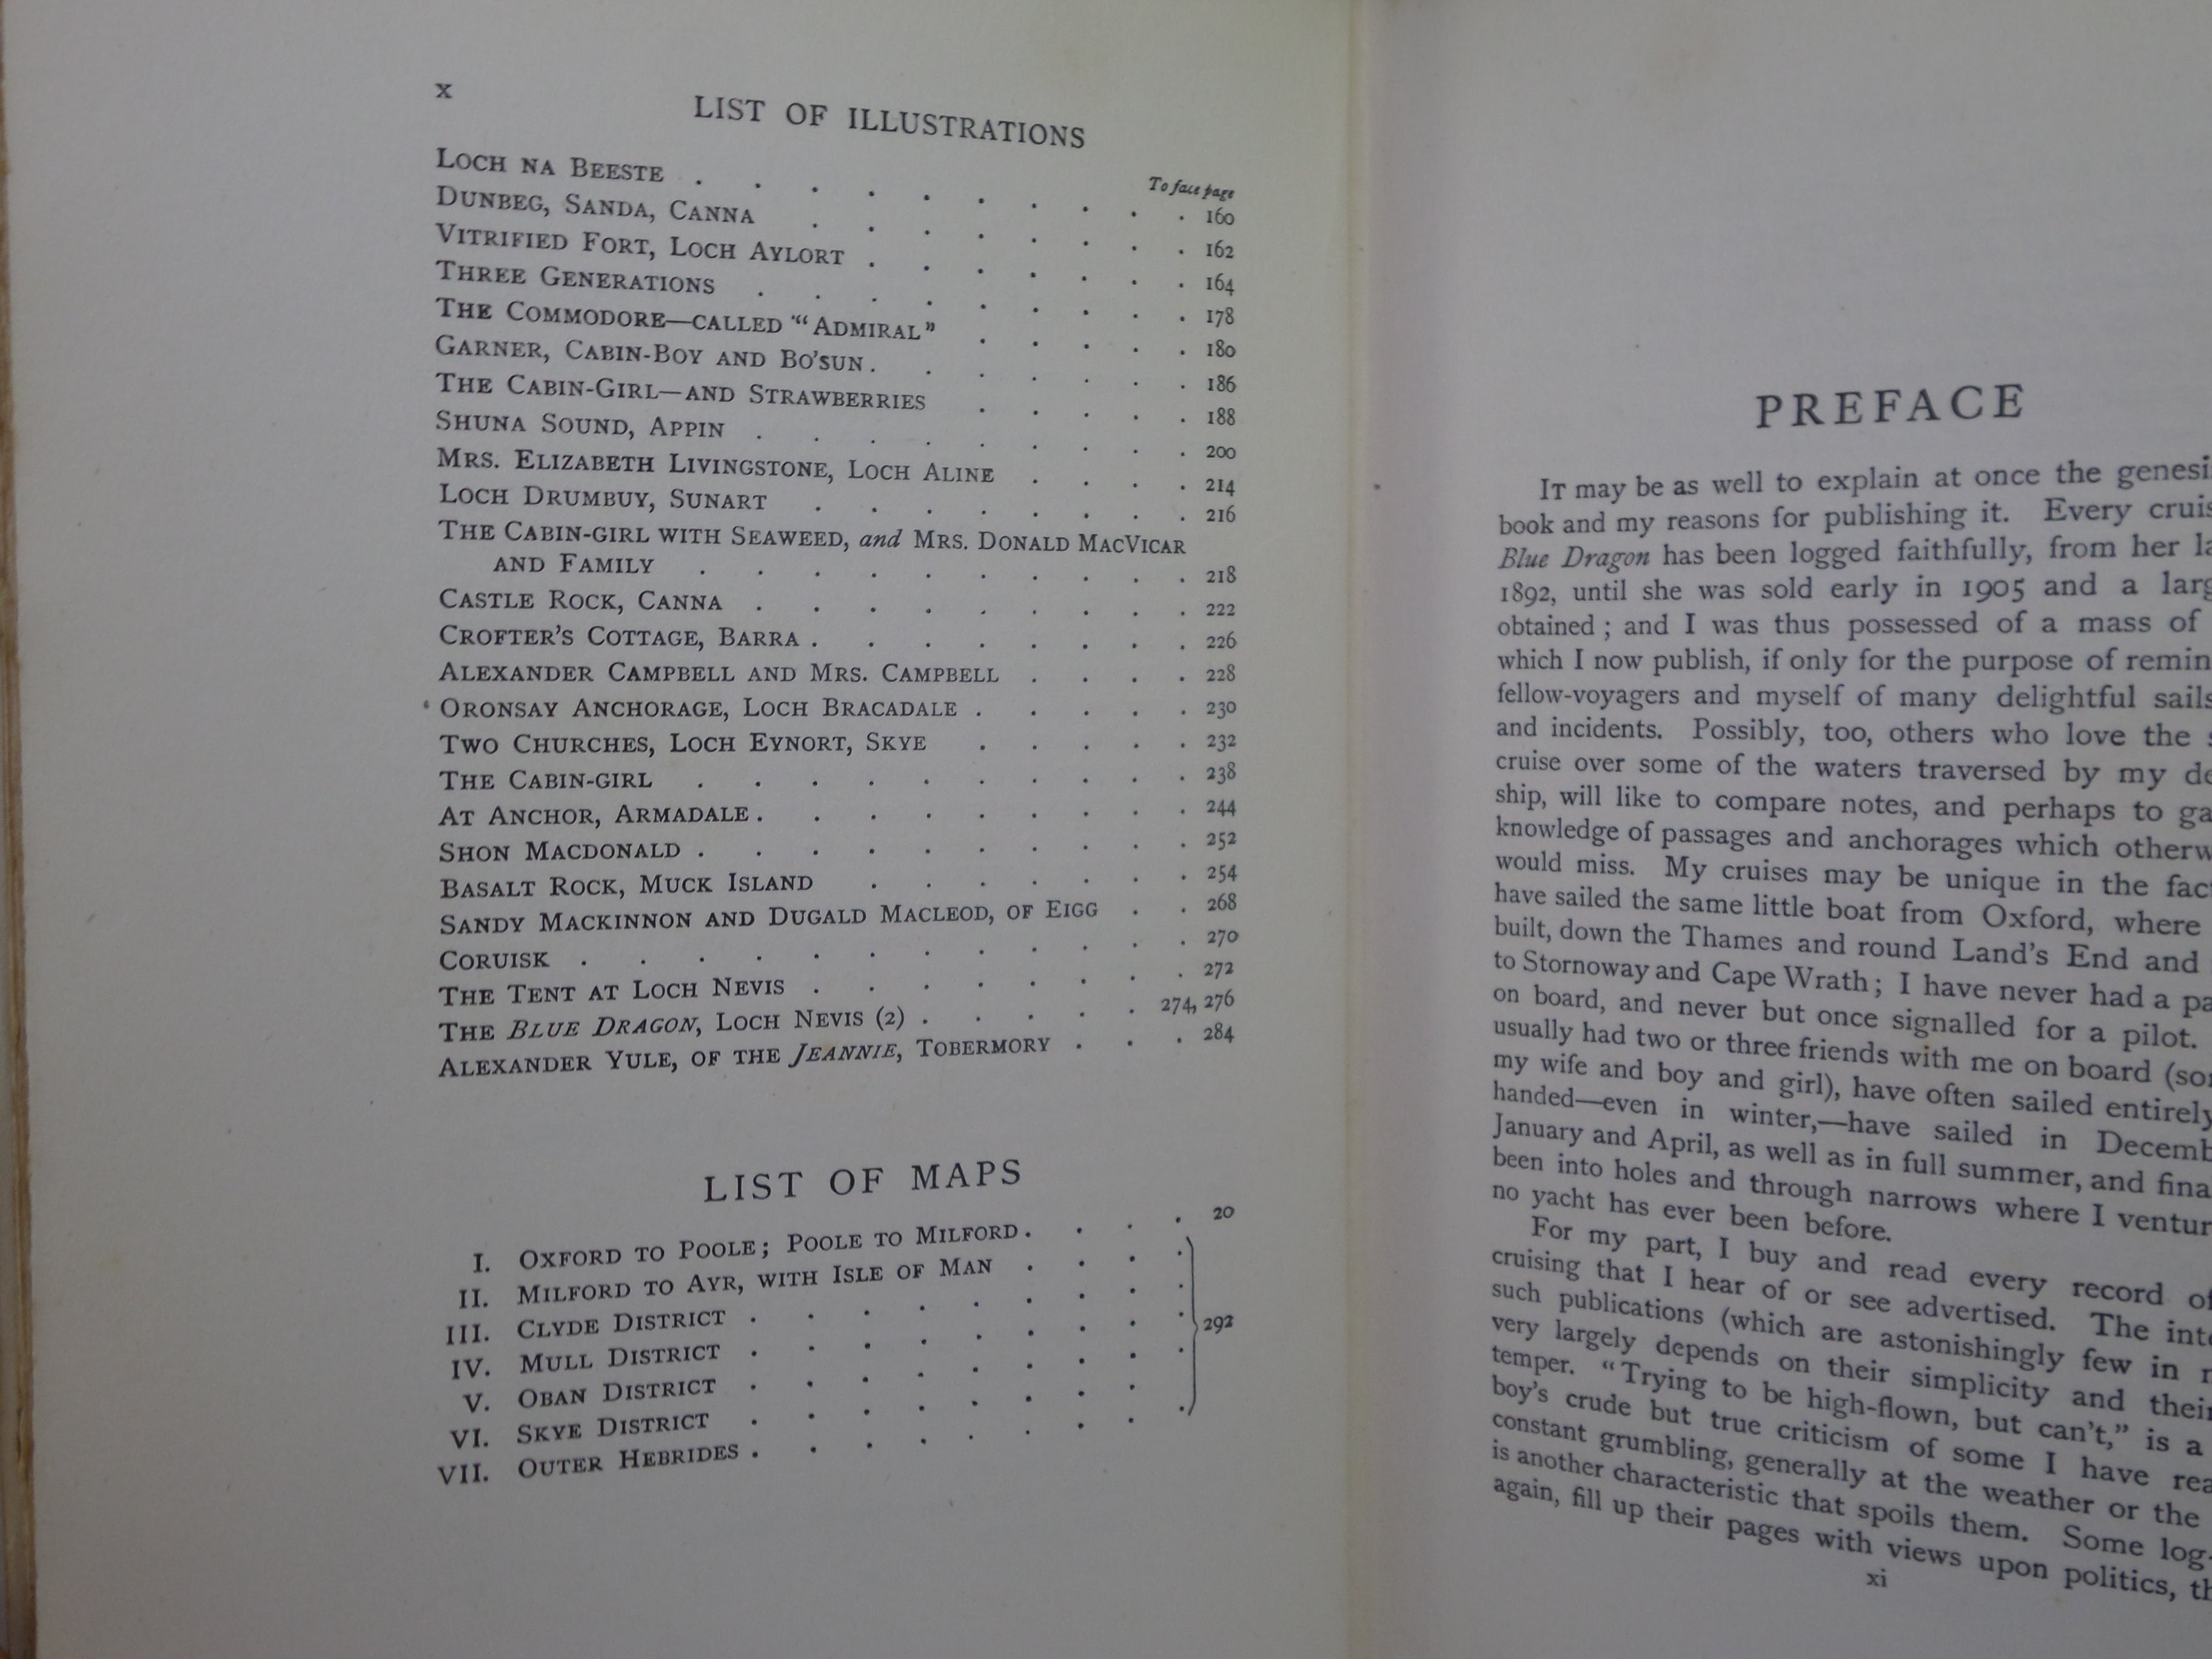 x
LIST OF ILLUSTRATIONS
To face page
LOCH NA BEESTE . . . . . . . . . . 160
DUNBEG, SANDA, CANNA . . . . . . . . 162
VITRIFIED FORT, LOCH AYLORT . . . . . . . 164
THREE GENERATIONS . . . . . . . . . 178
THE COMMODORE—CALLED "ADMIRAL" . . . . . 180
GARNER, CABIN-BOY AND BO'SUN . . . . . . . 186
THE CABIN-GIRL—AND STRAWBERRIES . . . . . 188
SHUNA SOUND, APPIN . . . . . . . . . 200
MRS. ELIZABETH LIVINGSTONE, LOCH ALINE . . . . 214
LOCH DRUMBUY, SUNART . . . . . . . . 216
THE CABIN-GIRL WITH SEAWEED, and MRS. DONALD MACVICAR
AND FAMILY . . . . . . . . . . 218
CASTLE ROCK, CANNA . . . . . . . . . 222
CROFTER'S COTTAGE, BARRA . . . . . . . . 226
ALEXANDER CAMPBELL AND MRS. CAMPBELL . . . . 228
ORONSAY ANCHORAGE, LOCH BRACADALE . . . . . 230
TWO CHURCHES, LOCH EYNORT, SKYE . . . . . 232
THE CABIN-GIRL . . . . . . . . . . 238
AT ANCHOR, ARMADALE . . . . . . . . . 244
SHON MACDONALD . . . . . . . . . . 252
BASALT ROCK, MUCK ISLAND . . . . . . . 254
SANDY MACKINNON AND DUGALD MACLEOD, OF EIGG . . 268
CORUISK . . . . . . . . . . . . 270
THE TENT AT LOCH NEVIS . . . . . . . . 272
THE BLUE DRAGON, LOCH NEVIS (2) . . . . . 274, 276
ALEXANDER YULE, OF THE JEANNIE, TOBERMORY . . . 284
LIST OF MAPS
I. OXFORD TO POOLE; POOLE TO MILFORD . . . . 20
II. MILFORD TO AYR, WITH ISLE OF MAN . . . .
III. CLYDE DISTRICT . . . . . . . . .
IV. MULL DISTRICT . . . . . . . . . 292
V. OBAN DISTRICT . . . . . . . . .
VI. SKYE DISTRICT . . . . . . . . .
VII. OUTER HEBRIDES . . . . . . . . .
PREFACE
IT may be as well to explain at once the genesi
book and my reasons for publishing it. Every cruis
Blue Dragon has been logged faithfully, from her la
1892, until she was sold early in 1905 and a larg
obtained; and I was thus possessed of a mass of
which I now publish, if only for the purpose of remin
fellow-voyagers and myself of many delightful sails
and incidents. Possibly, too, others who love the s
cruise over some of the waters traversed by my de
ship, will like to compare notes, and perhaps to ga
knowledge of passages and anchorages which otherw
would miss. My cruises may be unique in the fac
have sailed the same little boat from Oxford, where
built, down the Thames and round Land's End and
to Stornoway and Cape Wrath; I have never had a pa
on board, and never but once signalled for a pilot.
usually had two or three friends with me on board (so
my wife and boy and girl), have often sailed entirely
handed—even in winter,—have sailed in Decemb
January and April, as well as in full summer, and fina
been into holes and through narrows where I ventur
no yacht has ever been before.
For my part, I buy and read every record of
cruising that I hear of or see advertised. The inte
such publications (which are astonishingly few in n
very largely depends on their simplicity and their
temper. "Trying to be high-flown, but can't," is a
boy's crude but true criticism of some I have rea
constant grumbling, generally at the weather or the
is another characteristic that spoils them. Some log-
again, fill up their pages with views upon politics, th
xi